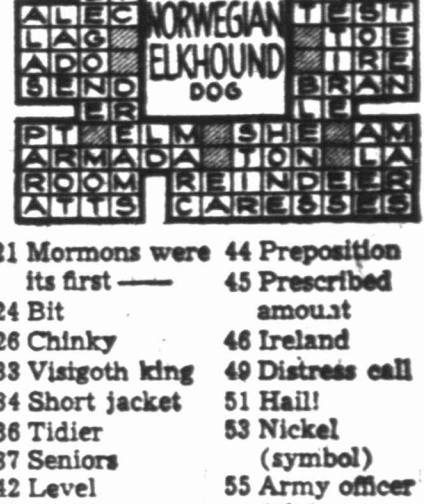 ALEC NORWEGIAN TEST
LAG TOE
ADO ELKHOUND IRE
SEND DOG BRAN
ER LE
PT ELM SHE AM
ARMADA TON LA
ROOM REINDEER
ATTS CARESSES
21 Mormons were
its first ——
24 Bit
26 Chinky
33 Visigoth king
34 Short jacket
36 Tidier
37 Seniors
42 Level
44 Preposition
45 Prescribed
amount
46 Ireland
49 Distress call
51 Hail!
53 Nickel
(symbol)
55 Army officer